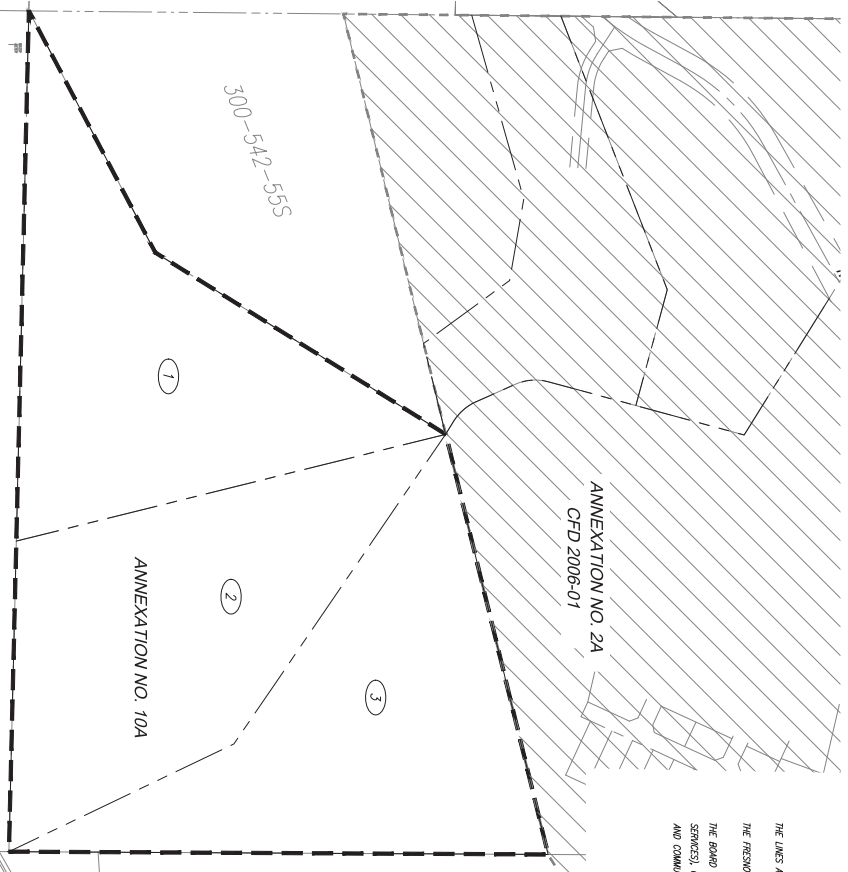 300-542-55S
ANNEXATION NO. 2A
CFD 2006-01
1
2
3
ANNEXATION NO. 10A
THE LINES
THE FRESNO
THE BOARD
SERVICES),
AND